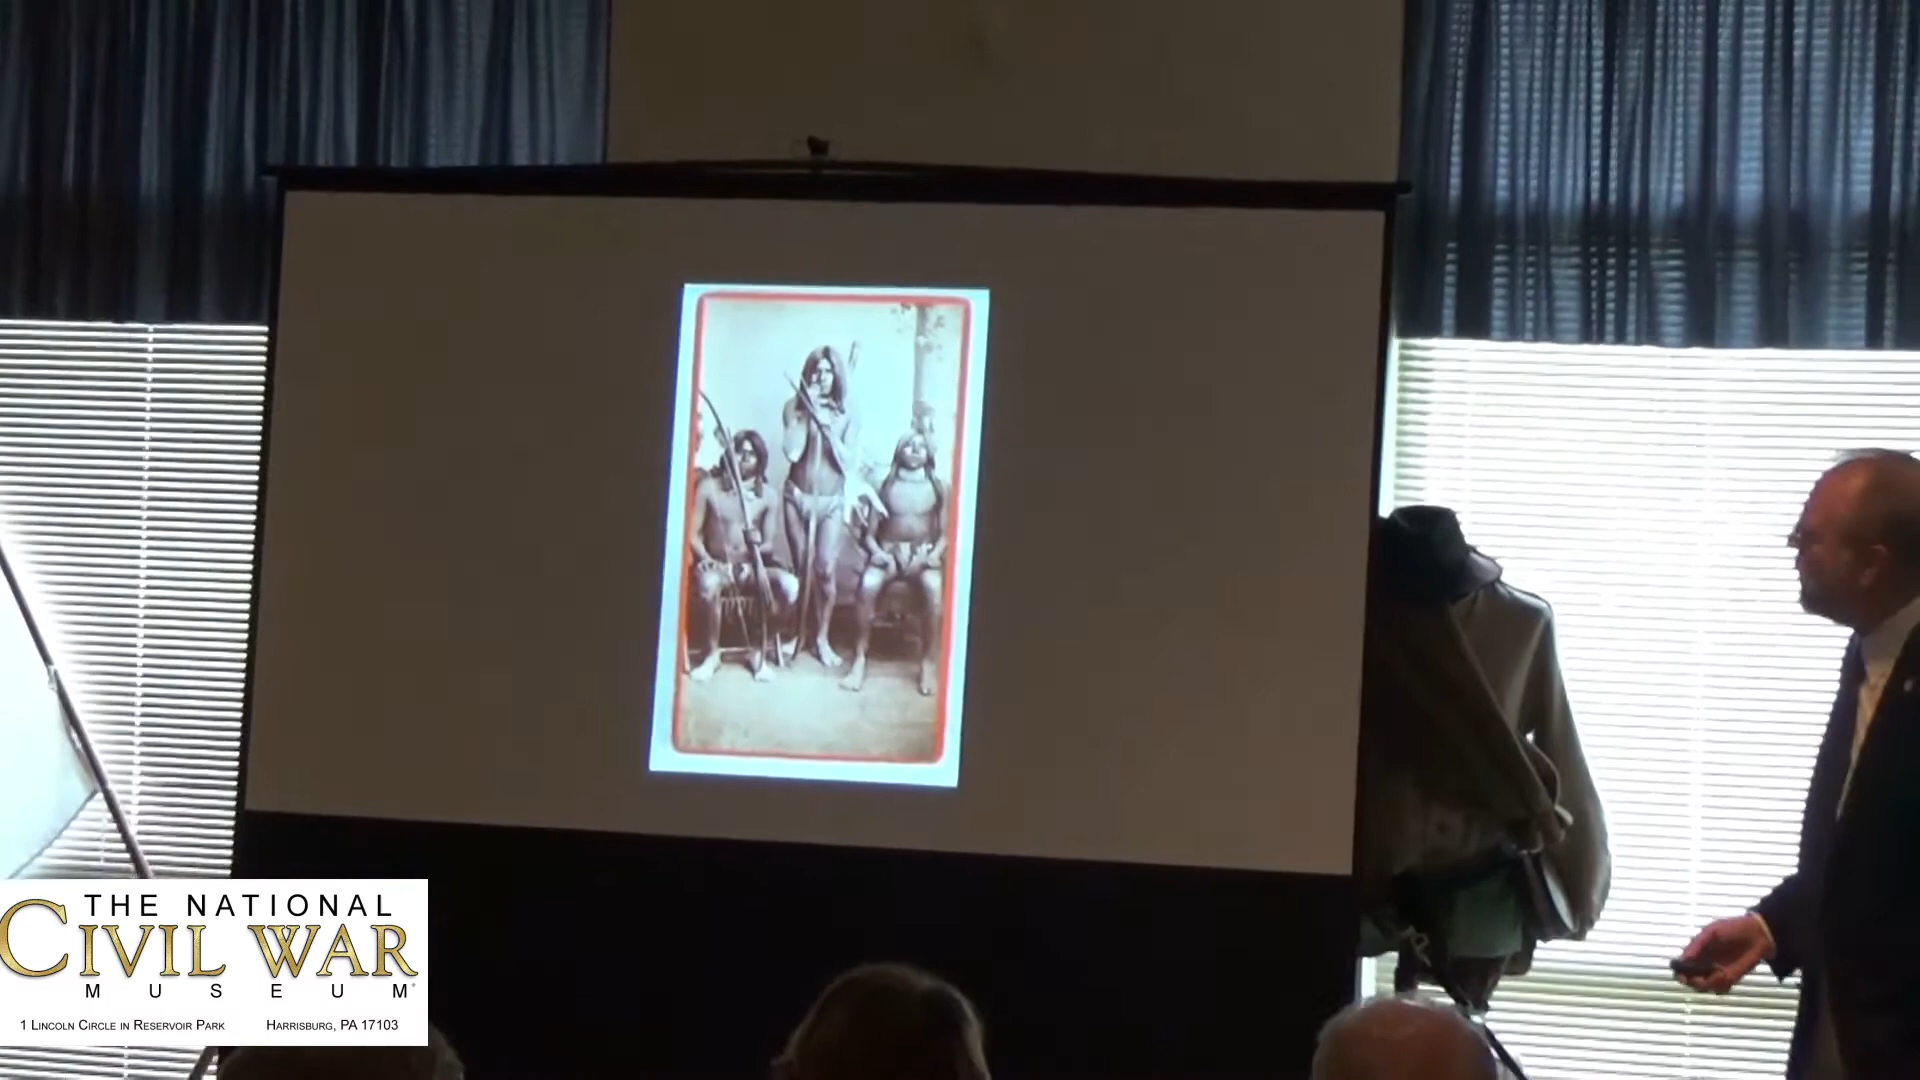 THE NATIONAL
CIVIL WAR
MUSEUM
1 LINCOLN CIRCLE IN RESERVOIR PARK HARRISBURG, PA 17103